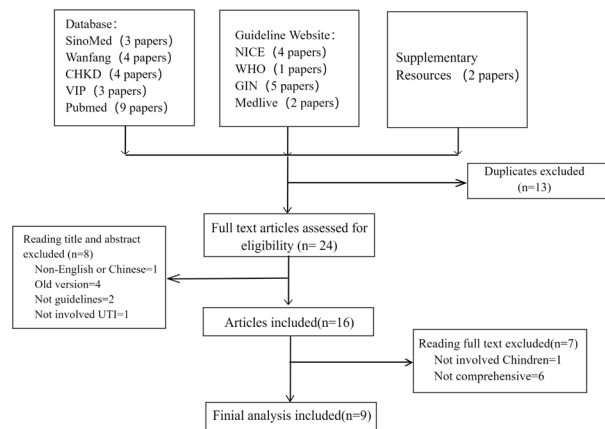 Database：
SinoMed（3 papers）
Wanfang（4 papers）
CHKD（4 papers）
VIP（3 papers）
Pubmed（9 papers）
Guideline Website：
NICE（4 papers）
WHO（1 papers）
GIN（5 papers）
Medlive（2 papers）
Supplementary
Resources（2 papers）
Duplicates excluded
(n=13)
Full text articles assessed for
eligibility (n= 24)
Reading title and abstract
excluded (n=8)
Non-English or Chinese=1
Old version=4
Not guidelines=2
Not involved UTI=1
Articles included(n=16)
Reading full text excluded(n=7)
Not involved Chindren=1
Not comprehensive=6
Finial analysis included(n=9)